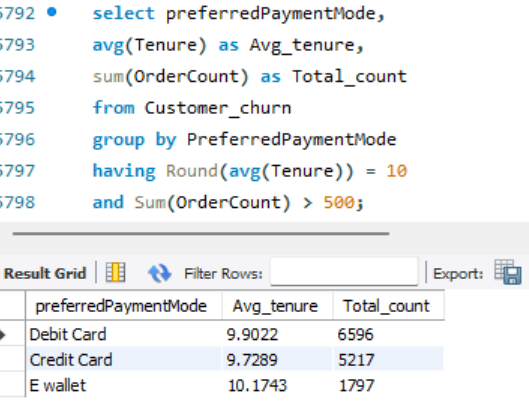 5792 select preferredPaymentMode,
5793 avg(Tenure) as Avg_tenure,
5794 sum(OrderCount) as Total_count
5795 from Customer_churn
5796 group by PreferredPaymentMode
5797 having Round(avg(Tenure)) = 10
5798 and Sum(OrderCount) > 500;
Result Grid Filter Rows: Export:
preferredPaymentMode Avg_tenure Total_count
Debit Card 9.9022 6596
Credit Card 9.7289 5217
E wallet 10.1743 1797